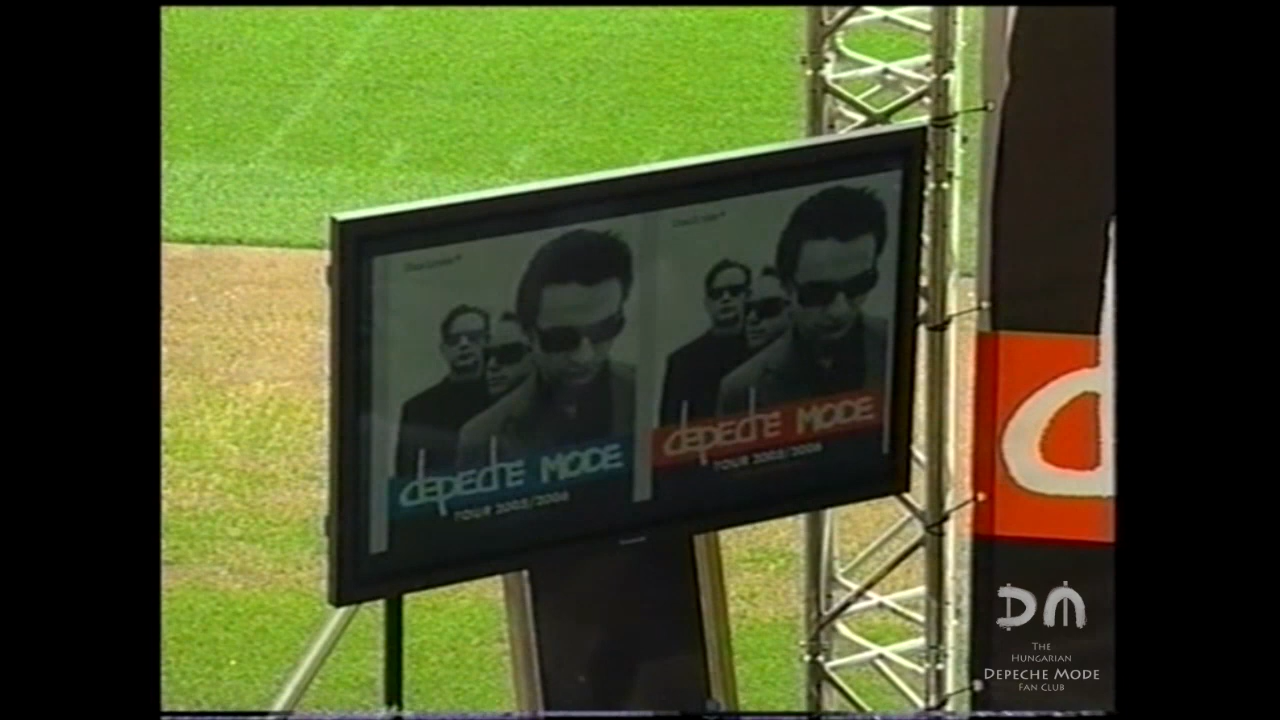 depeche MODE
TOUR 2005/2006
depeche MODE
TOUR 2005/2006
d
DM
THE
HUNGARIAN
DEPECHE MODE
FAN CLUB